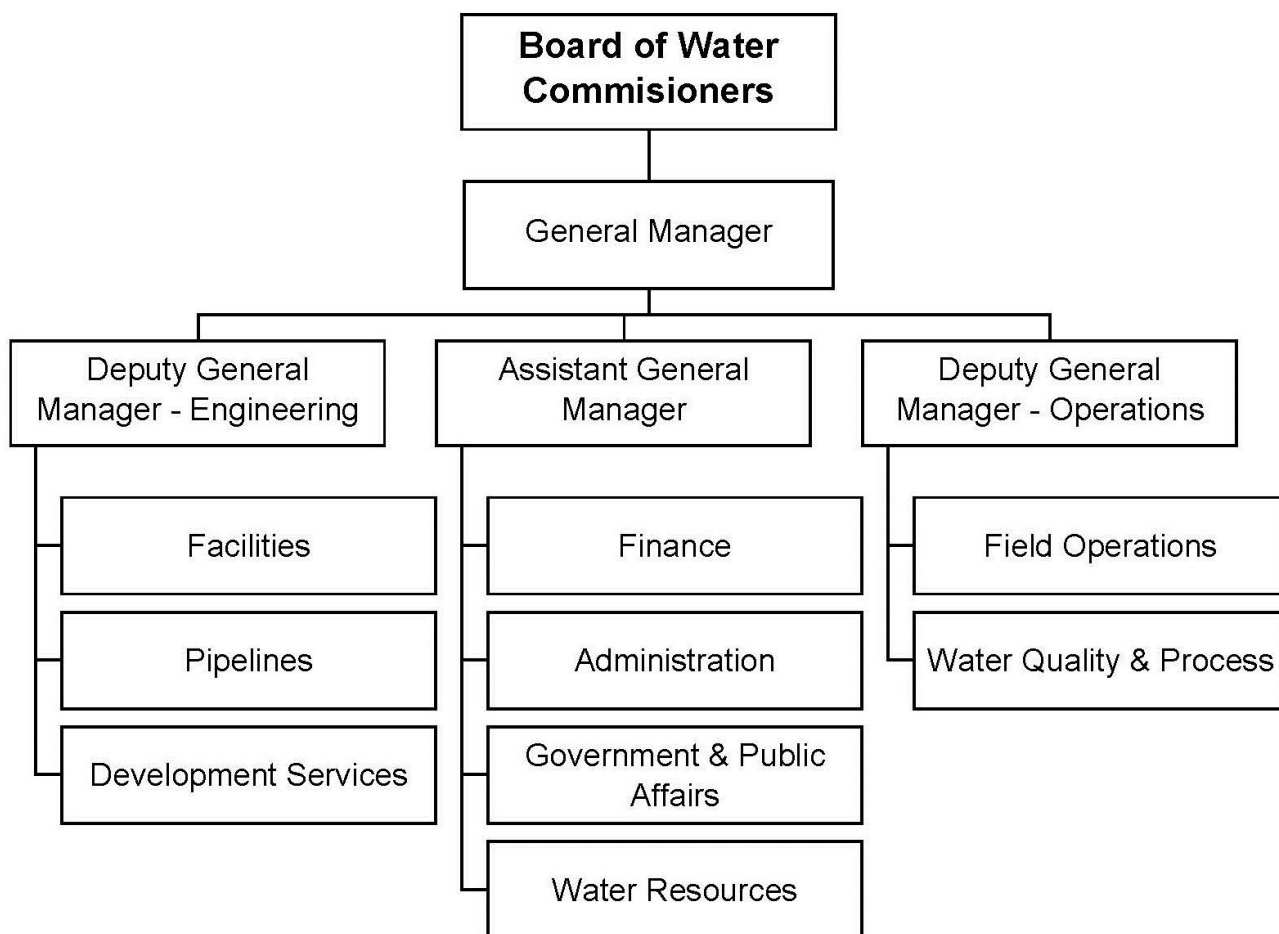 Board of Water
Commisioners
General Manager
Deputy General
Manager - Engineering
Assistant General
Manager
Deputy General
Manager - Operations
Facilities
Finance
Field Operations
Pipelines
Administration
Water Quality & Process
Development Services
Government & Public
Affairs
Water Resources